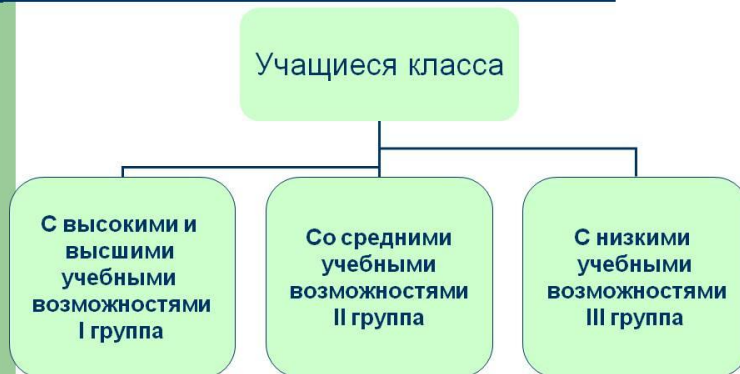 Учащиеся класса
С высокими и
высшими
учебными
возможностями
I группа
Со средними
учебными
возможностями
II группа
С низкими
учебными
возможностями
III группа